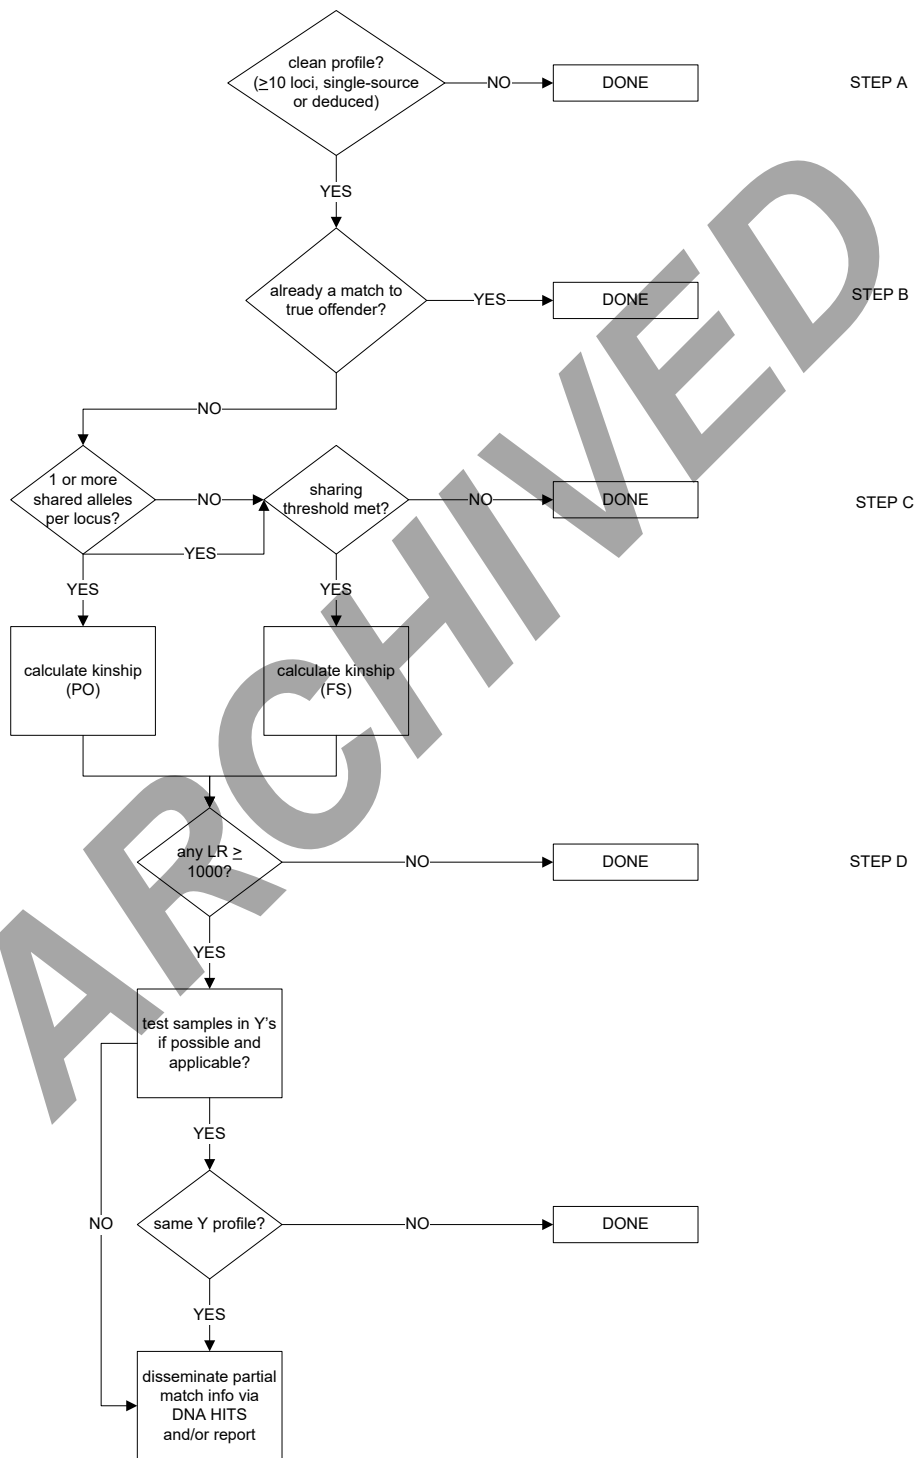 clean profile?
(≥10 loci, single-source
or deduced)
NO
DONE
STEP A
YES
already a match to
true offender?
YES
DONE
STEP B
NO
1 or more
shared alleles
per locus?
NO
sharing
threshold met?
NO
DONE
STEP C
YES
YES
YES
calculate kinship
(PO)
calculate kinship
(FS)
any LR ≥
1000?
NO
DONE
STEP D
YES
test samples in Y's
if possible and
applicable?
YES
NO
same Y profile?
NO
DONE
YES
disseminate partial
match info via
DNA HITS
and/or report
ARCHIVED